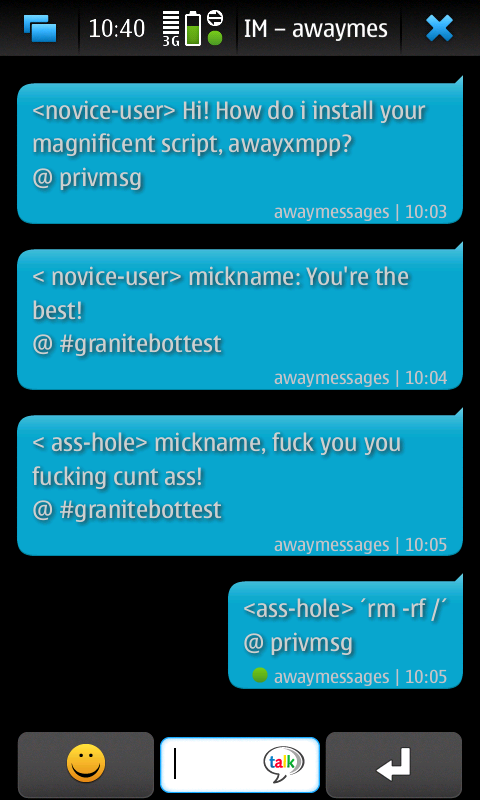 10:40 3G IM – awaymes
<novice-user> Hi! How do i install your
magnificent script, awayxmpp?
@ privmsg
awaymessages | 10:03
< novice-user> mickname: You're the
best!
@ #granitebottest
awaymessages | 10:04
< ass-hole> mickname, fuck you you
fucking cunt ass!
@ #granitebottest
awaymessages | 10:05
<ass-hole> ´rm -rf /´
@ privmsg
awaymessages | 10:05
talk